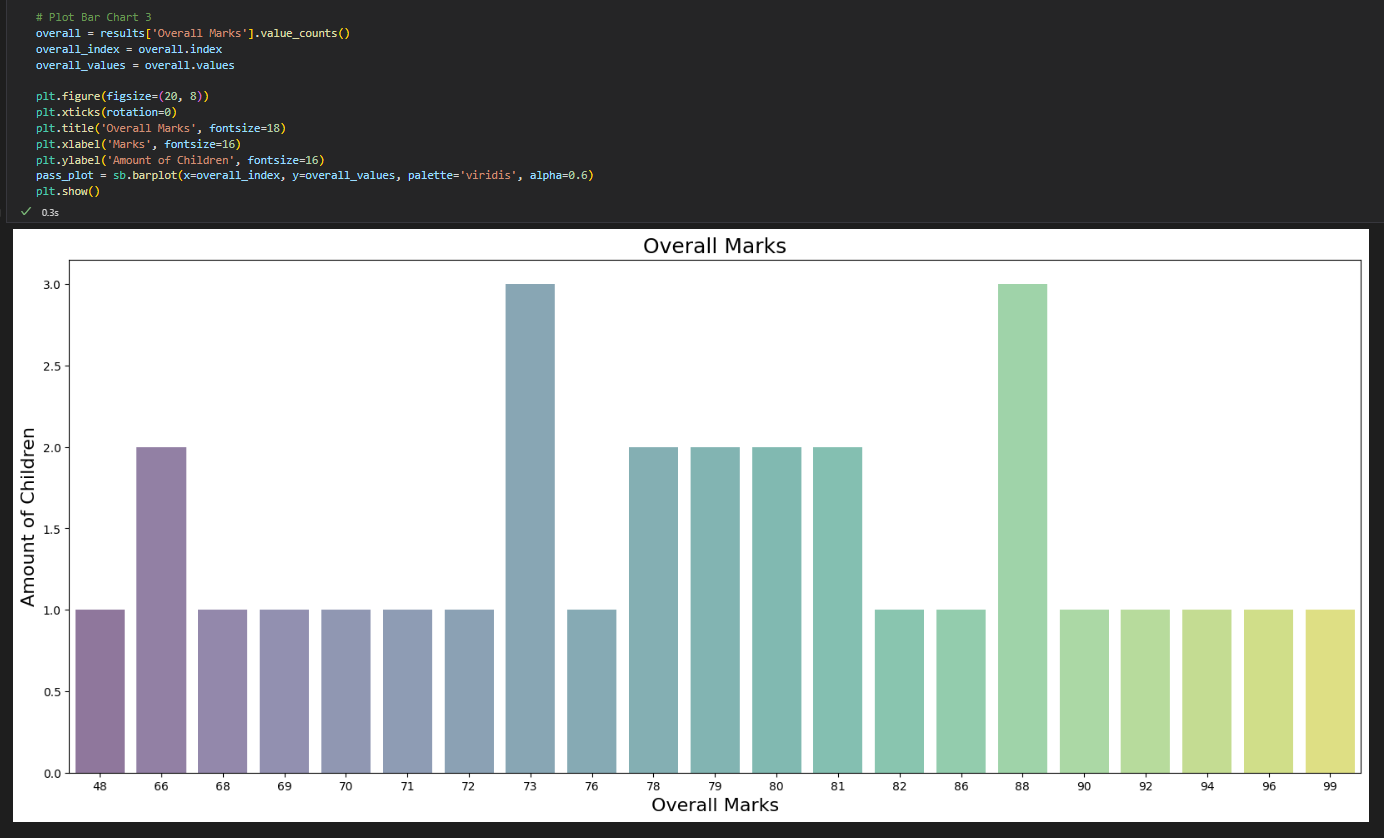 # Plot Bar Chart 3
overall = results['Overall Marks'].value_counts()
overall_index = overall.index
overall_values = overall.values
plt.figure(figsize=(20, 8))
plt.xticks(rotation=0)
plt.title('Overall Marks', fontsize=18)
plt.xlabel('Marks', fontsize=16)
plt.ylabel('Amount of Children', fontsize=16)
pass_plot = sb.barplot(x=overall_index, y=overall_values, palette='viridis', alpha=0.6)
plt.show()
0.3s
Overall Marks
3.0
2.5
2.0
1.5
1.0
0.5
0.0
Amount of Children
48 66 68 69 70 71 72 73 76 78 79 80 81 82 86 88 90 92 94 96 99
Overall Marks